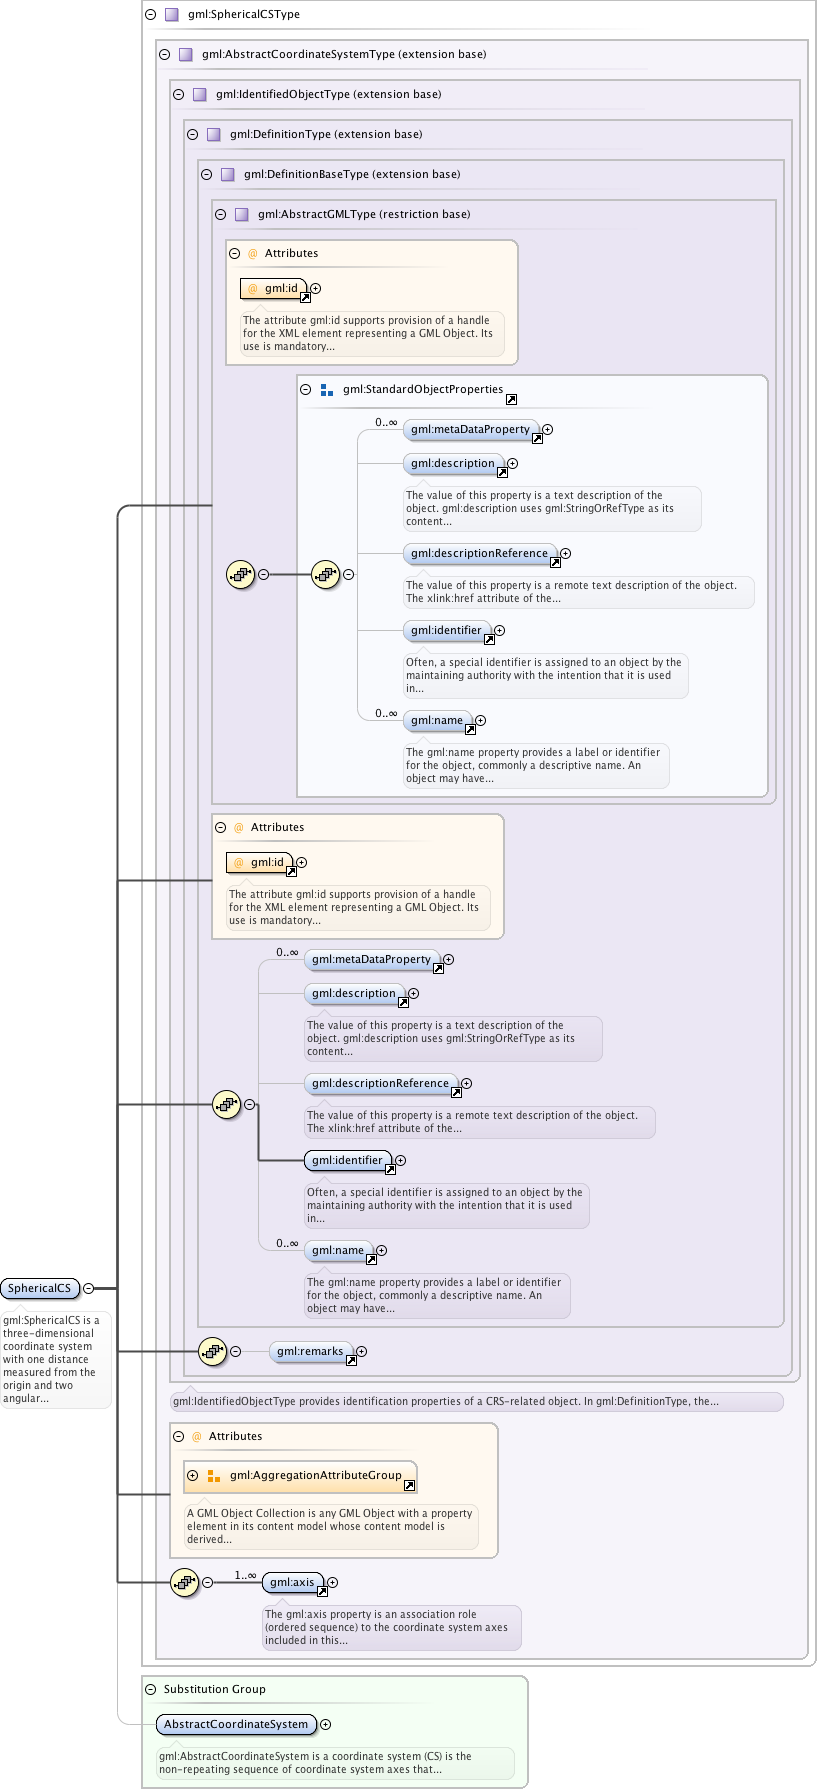 gml:SphericalCSType
gml:AbstractCoordinateSystemType (extension base)
gml:IdentifiedObjectType (extension base)
gml:DefinitionType (extension base)
gml:DefinitionBaseType (extension base)
gml:AbstractGMLType (restriction base)
@ Attributes
@ gml:id
The attribute gml:id supports provision of a handle
for the XML element representing a GML Object. Its
use is mandatory...
gml:StandardObjectProperties
0..∞
gml:metaDataProperty
gml:description
The value of this property is a text description of the
object. gml:description uses gml:StringOrRefType as its
content...
gml:descriptionReference
The value of this property is a remote text description of the object.
The xlink:href attribute of the...
gml:identifier
Often, a special identifier is assigned to an object by the
maintaining authority with the intention that it is used
in...
0..∞
gml:name
The gml:name property provides a label or identifier
for the object, commonly a descriptive name. An
object may have...
@ Attributes
@ gml:id
The attribute gml:id supports provision of a handle
for the XML element representing a GML Object. Its
use is mandatory...
0..∞
gml:metaDataProperty
gml:description
The value of this property is a text description of the
object. gml:description uses gml:StringOrRefType as its
content...
gml:descriptionReference
The value of this property is a remote text description of the object.
The xlink:href attribute of the...
gml:identifier
Often, a special identifier is assigned to an object by the
maintaining authority with the intention that it is used
in...
0..∞
gml:name
The gml:name property provides a label or identifier
for the object, commonly a descriptive name. An
object may have...
SphericalCS
gml:SphericalCS is a
three-dimensional
coordinate system
with one distance
measured from the
origin and two
angular...
gml:remarks
gml:IdentifiedObjectType provides identification properties of a CRS-related object. In gml:DefinitionType, the...
@ Attributes
gml:AggregationAttributeGroup
A GML Object Collection is any GML Object with a property
element in its content model whose content model is
derived...
1..∞
gml:axis
The gml:axis property is an association role
(ordered sequence) to the coordinate system axes
included in this...
Substitution Group
AbstractCoordinateSystem
gml:AbstractCoordinateSystem is a coordinate system (CS) is the
non-repeating sequence of coordinate system axes that...